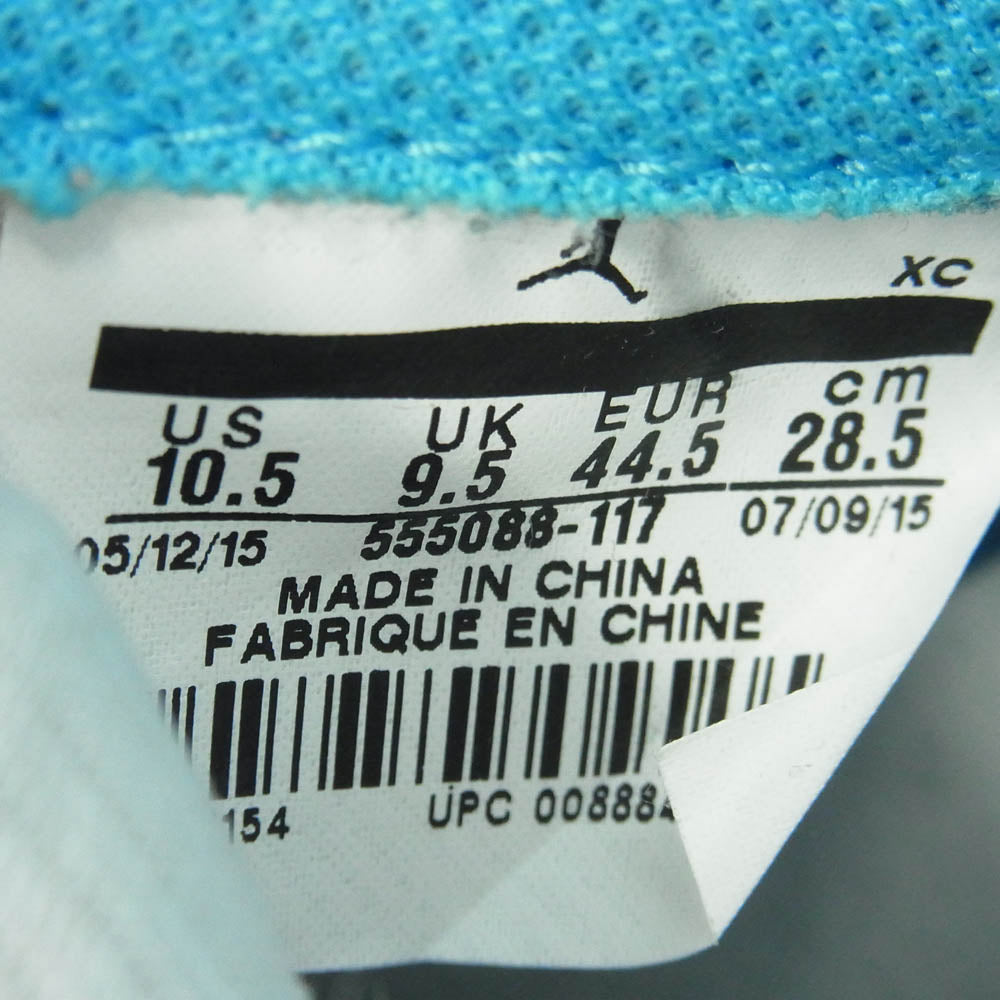 XC
US UK EUR cm
10.5 9.5 44.5 28.5
05/12/15 555088-117 07/09/15
MADE IN CHINA
FABRIQUE EN CHINE
154 UPC 00888